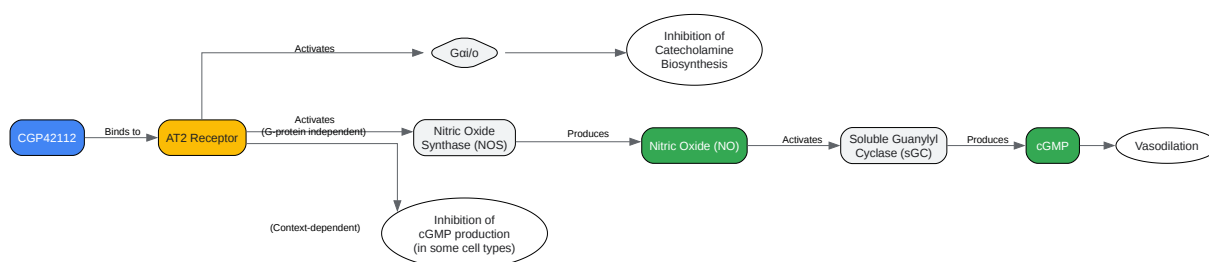 Activates
Gαi/o
Inhibition of
Catecholamine
Biosynthesis
CGP42112
Binds to
AT2 Receptor
Activates
(G-protein independent)
Nitric Oxide
Synthase (NOS)
Produces
Nitric Oxide (NO)
Activates
Soluble Guanylyl
Cyclase (sGC)
Produces
cGMP
Vasodilation
(Context-dependent)
Inhibition of
cGMP production
(in some cell types)